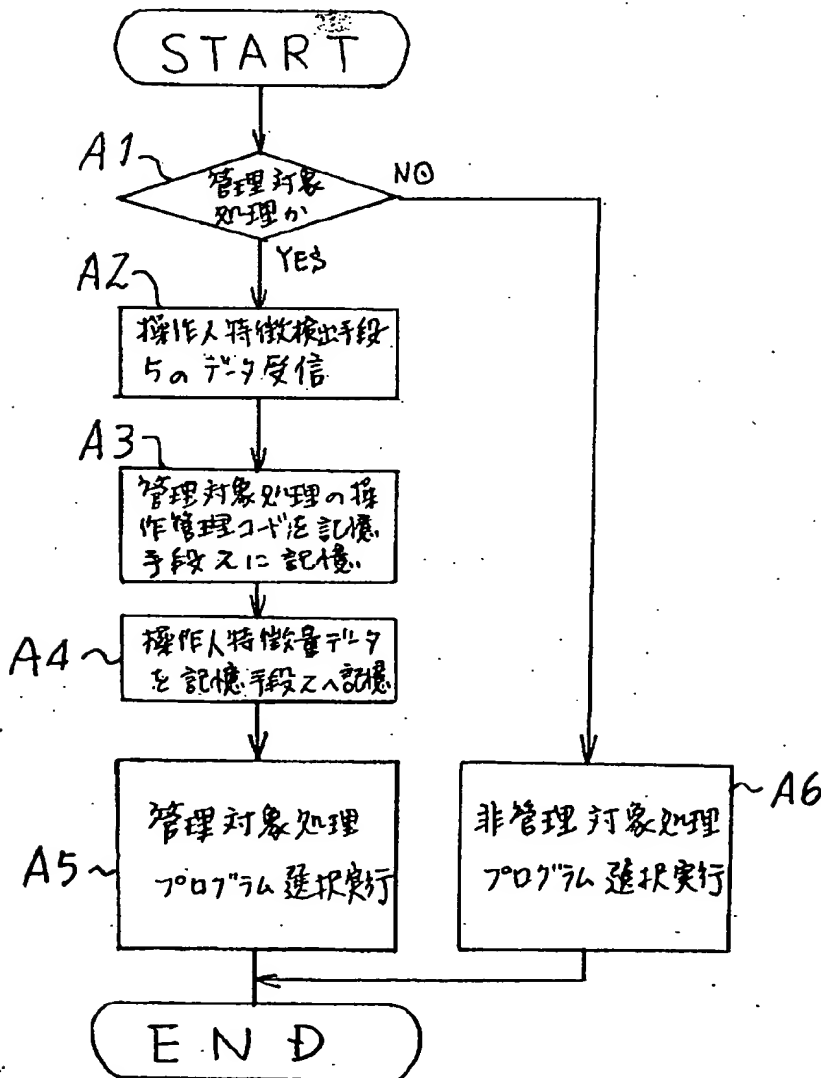 START
A1
管理対象
処理か
NO
YES
A2
操作人特徴検出手段
5のデータ受信
A3
管理対象処理の操
作管理コードを記憶
手段2に記憶
A4
操作人特徴量データ
を記憶手段2へ記憶
A5
管理対象処理
プログラム選択実行
非管理対象処理
プログラム選択実行
A6
END